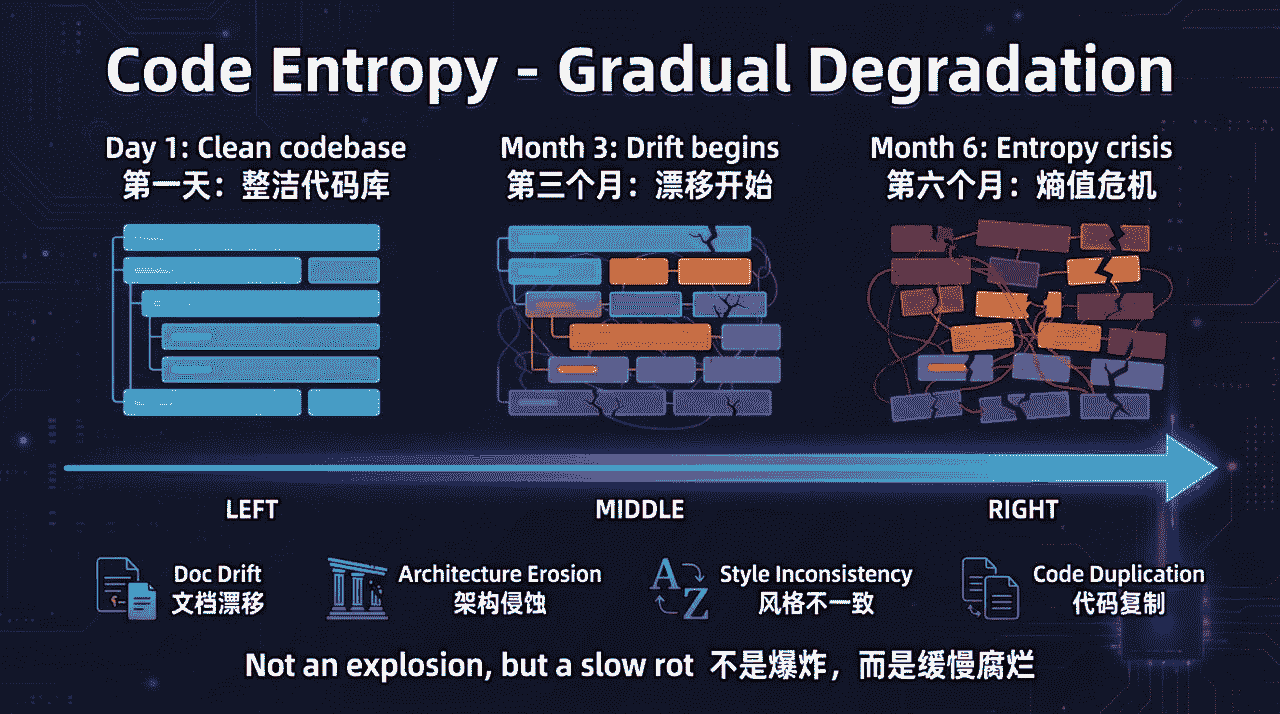 Code Entropy - Gradual Degradation
Day 1: Clean codebase
第一天：整洁代码库
Month 3: Drift begins
第三个月：漂移开始
Month 6: Entropy crisis
第六个月：熵值危机
LEFT
MIDDLE
RIGHT
Doc Drift
文档漂移
Architecture Erosion
架构侵蚀
A
Z
Style Inconsistency
风格不一致
Code Duplication
代码复制
Not an explosion, but a slow rot 不是爆炸，而是缓慢腐烂